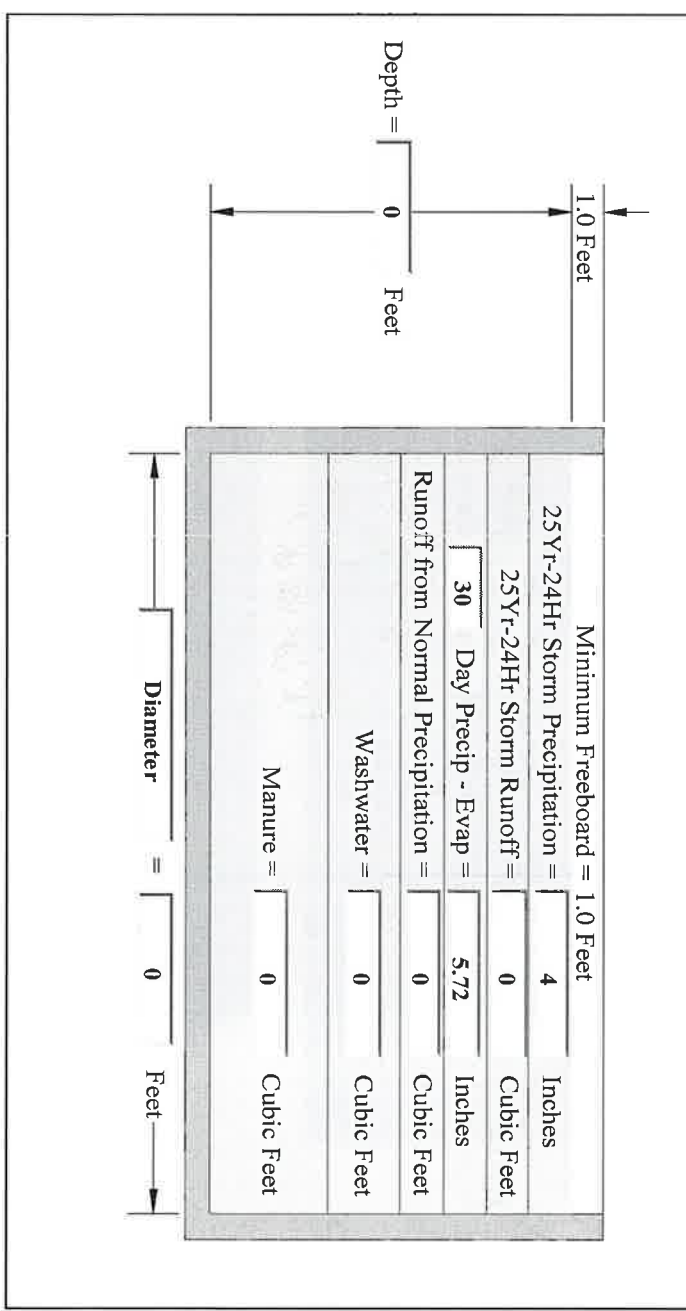 Minimum Freeboard = 1.0 Feet
1.0 Feet
25Yr-24Hr Storm Precipitation = 4 Inches
25Yr-24Hr Storm Runoff = 0 Cubic Feet
30 Day Precip - Evap = 5.72 Inches
Runoff from Normal Precipitation = 0 Cubic Feet
Depth = 0 Feet
Washwater = 0 Cubic Feet
Manure = 0 Cubic Feet
Diameter = 0 Feet